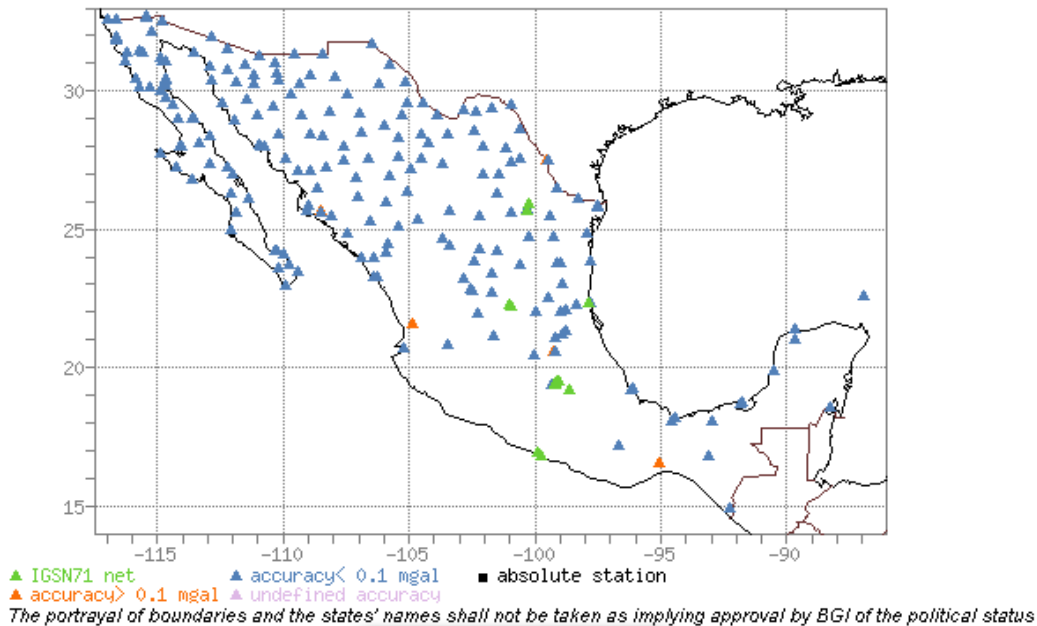 30
25
20
15
-115 -110 -105 -100 -95 -90
IGSN71 net accuracy< 0.1 mgal absolute station
accuracy> 0.1 mgal undefined accuracy
The portrayal of boundaries and the states' names shall not be taken as implying approval by BGI of the political status